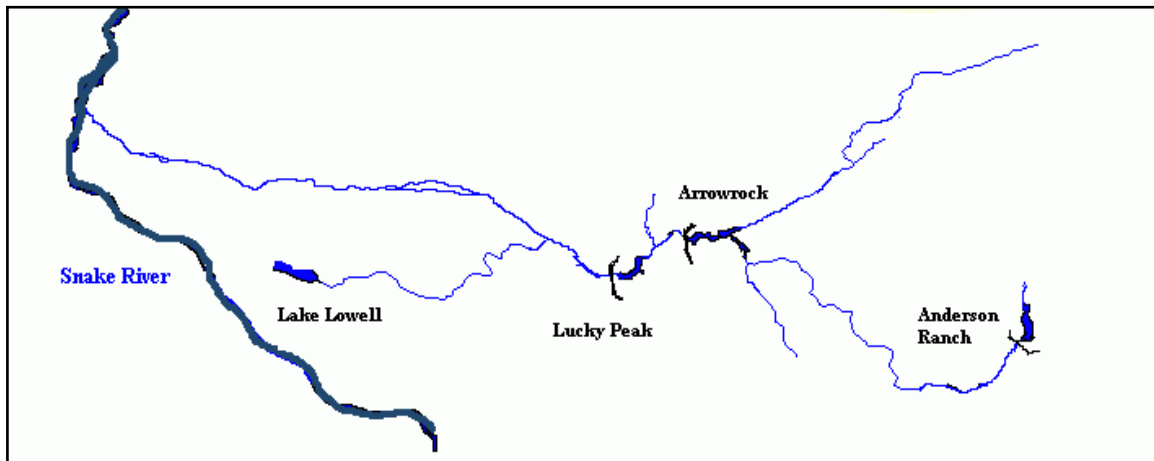 Arrowrock
Snake River
Lake Lowell
Lucky Peak
Anderson
Ranch